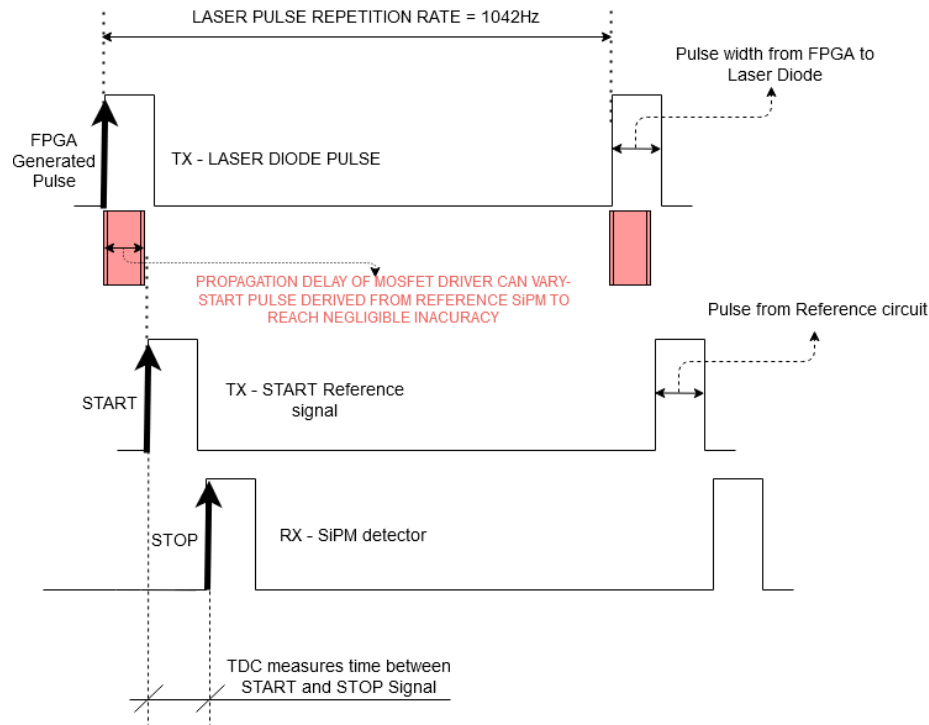 LASER PULSE REPETITION RATE = 1042Hz
Pulse width from FPGA to
Laser Diode
FPGA
Generated
Pulse
TX - LASER DIODE PULSE
PROPAGATION DELAY OF MOSFET DRIVER CAN VARY-
START PULSE DERIVED FROM REFERENCE SiPM TO
REACH NEGLIGIBLE INACURACY
Pulse from Reference circuit
START
TX - START Reference
signal
STOP
RX - SiPM detector
TDC measures time between
START and STOP Signal